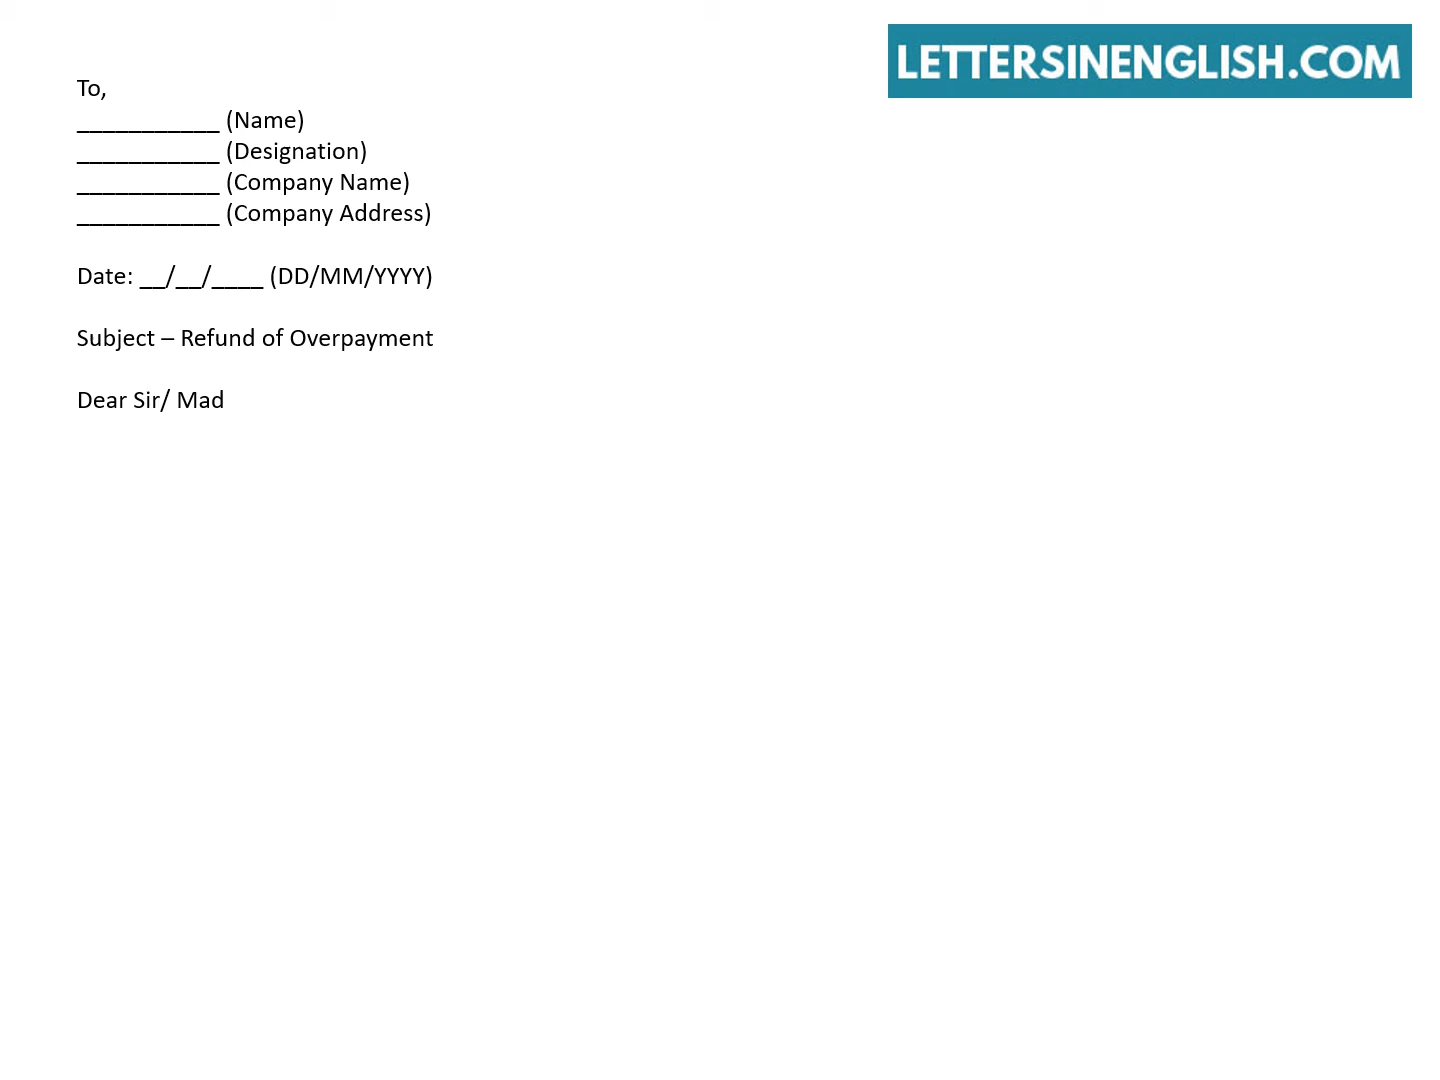 LETTERSINENGLISH.COM
To,
___________ (Name)
___________ (Designation)
___________ (Company Name)
___________ (Company Address)
Date: __/__/____ (DD/MM/YYYY)
Subject – Refund of Overpayment
Dear Sir/ Mad